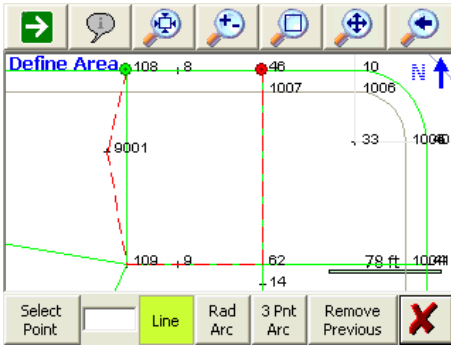 Define Area
108
8
46
10
N
1007
1006
9001
33
109
9
62
78 ft
14
Select Point
Line
Rad Arc
3 Pnt Arc
Remove Previous